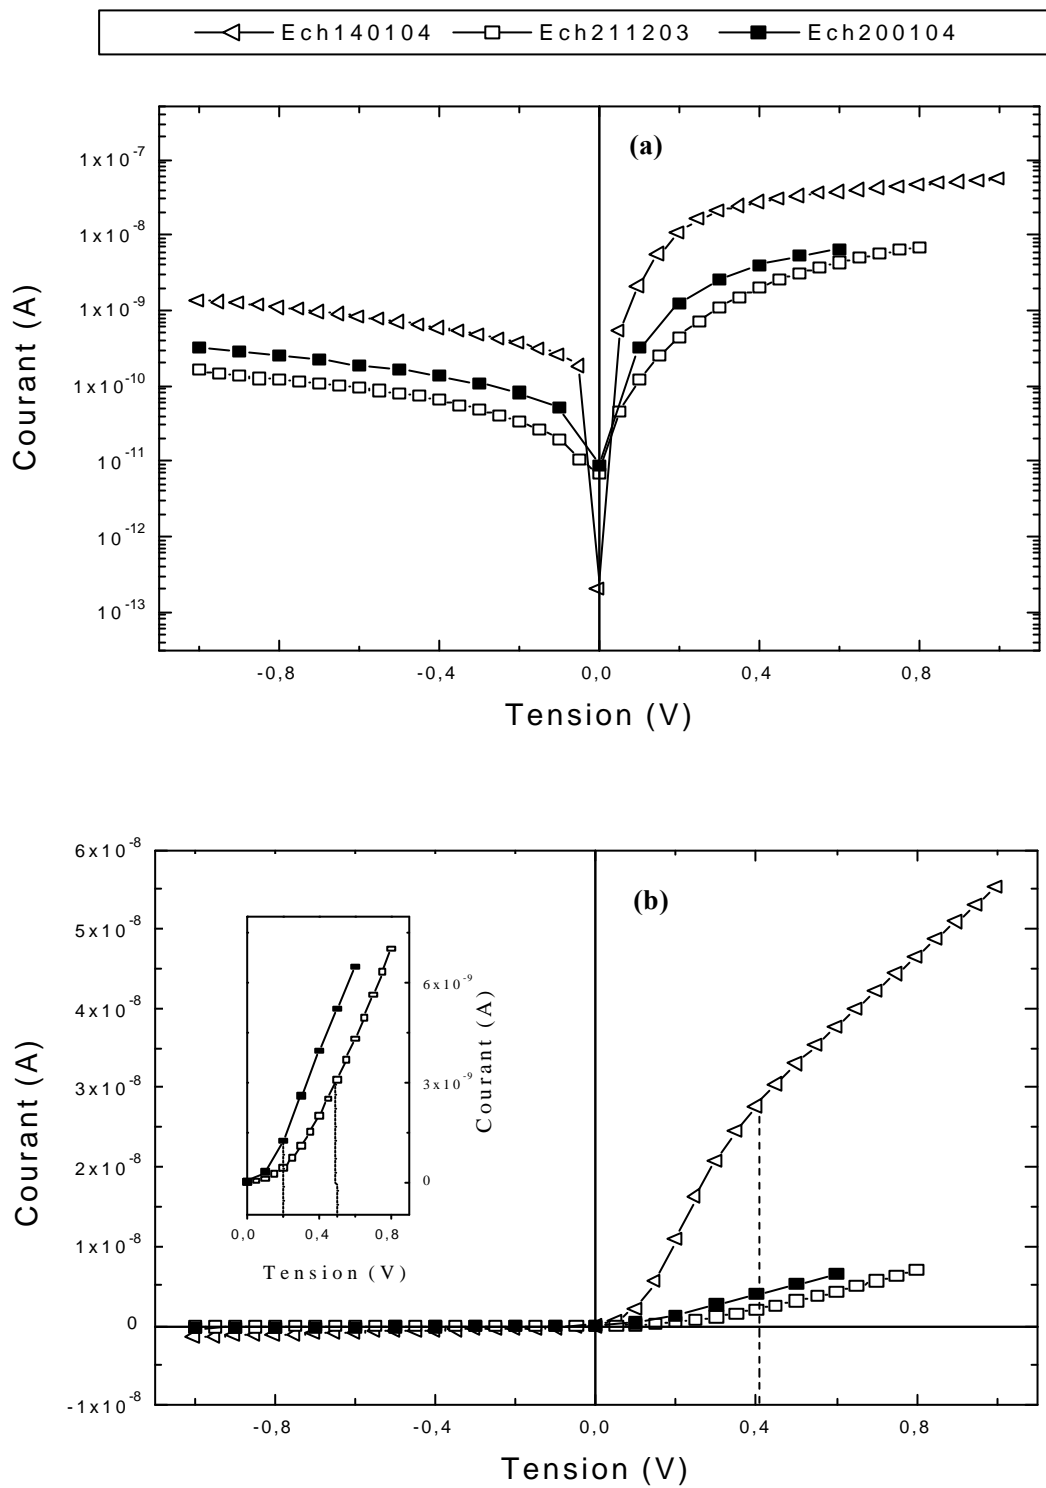 Ech140104 Ech211203 Ech200104
(a)
1x10⁻⁷
1x10⁻⁸
1x10⁻⁹
1x10⁻¹⁰
10⁻¹¹
10⁻¹²
10⁻¹³
Courant (A)
-0,8 -0,4 0,0 0,4 0,8
Tension (V)
(b)
6x10⁻⁸
5x10⁻⁸
4x10⁻⁸
3x10⁻⁸
2x10⁻⁸
1x10⁻⁸
0
-1x10⁻⁸
Courant (A)
6x10⁻⁹
3x10⁻⁹
0
Courant (A)
0,0 0,4 0,8
Tension (V)
-0,8 -0,4 0,0 0,4 0,8
Tension (V)